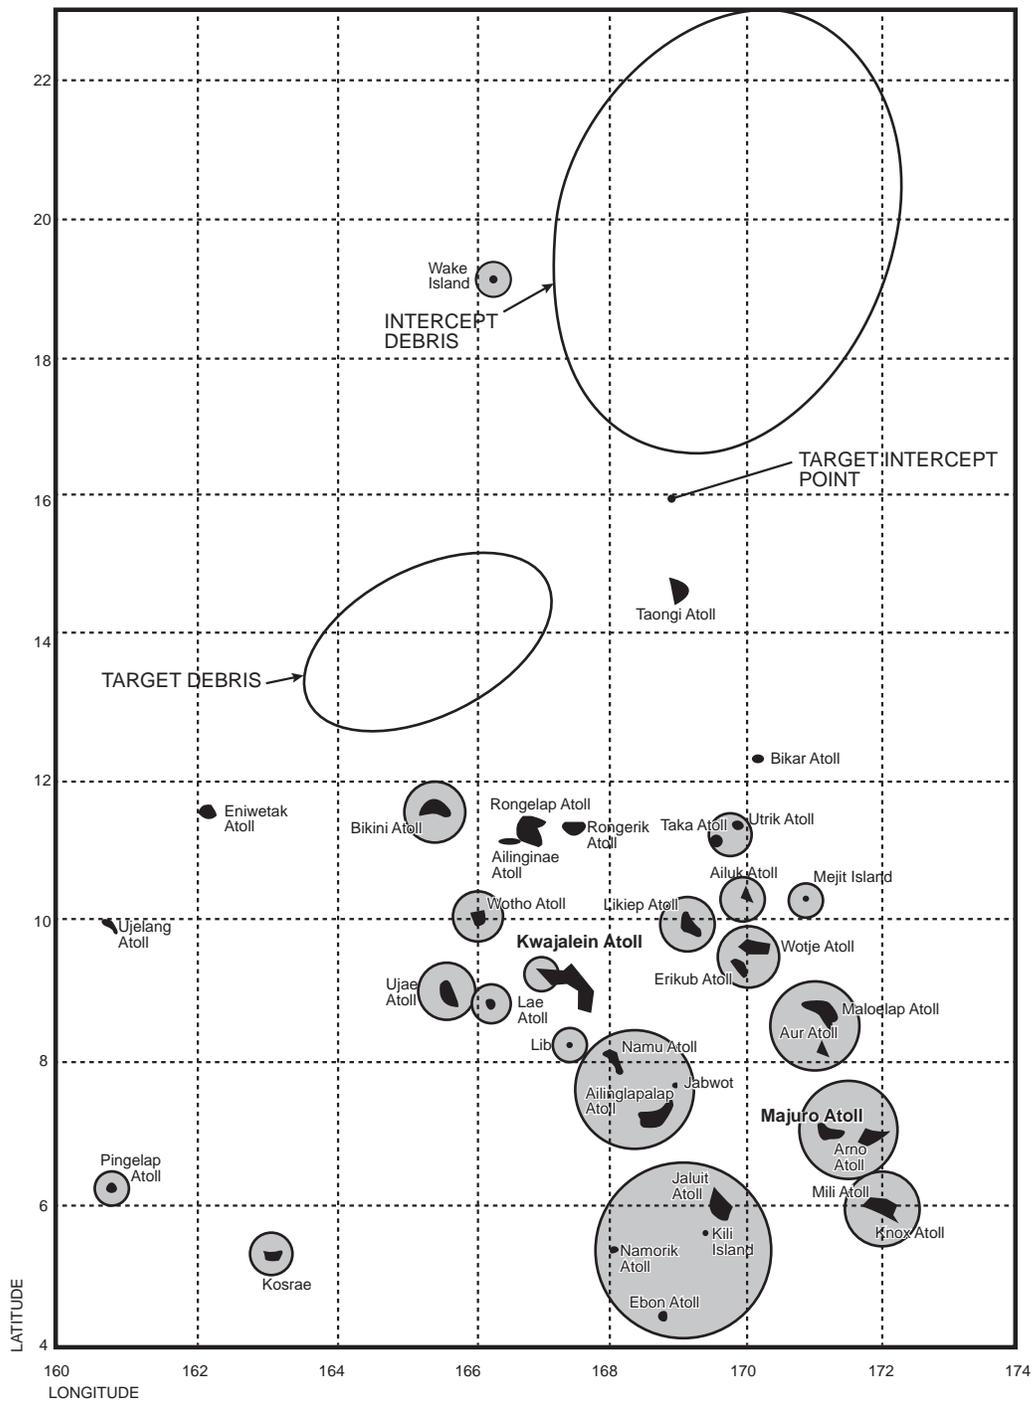 22
20
Wake
Island
INTERCEPT
DEBRIS
18
TARGET INTERCEPT
POINT
16
Taongi Atoll
14
TARGET DEBRIS
Bikar Atoll
12
Eniwetak
Atoll
Bikini Atoll
Rongelap Atoll
Rongerik
Atoll
Ailinginae
Atoll
Taka Atoll
Utrik Atoll
Ailuk Atoll
Mejit Island
Wotho Atoll
Likiep Atoll
10
Ujelang
Atoll
Kwajalein Atoll
Wotje Atoll
Erikub Atoll
Ujae
Atoll
Lae
Atoll
Maloelap Atoll
Aur Atoll
Lib
Namu Atoll
8
Jabwot
Ailinglapalap
Atoll
Majuro Atoll
Arno
Atoll
Pingelap
Atoll
Jaluit
Atoll
Mili Atoll
6
Knox Atoll
Kili
Island
Namorik
Atoll
Kosrae
Ebon Atoll
LATITUDE
4
160
162
164
166
168
170
172
174
LONGITUDE